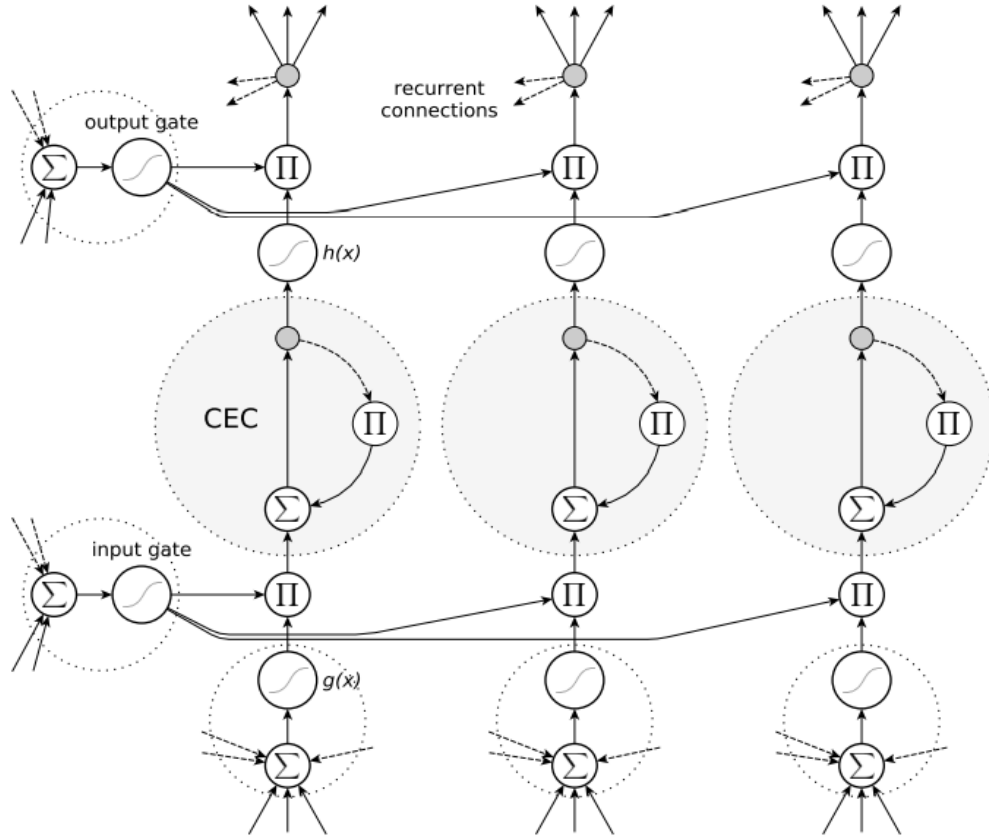 recurrent
connections
output gate
Σ Π Π Π
h(x)
CEC
Π Π Π
Σ Σ Σ
input gate
Σ Π Π Π
g(x)
Σ Σ Σ